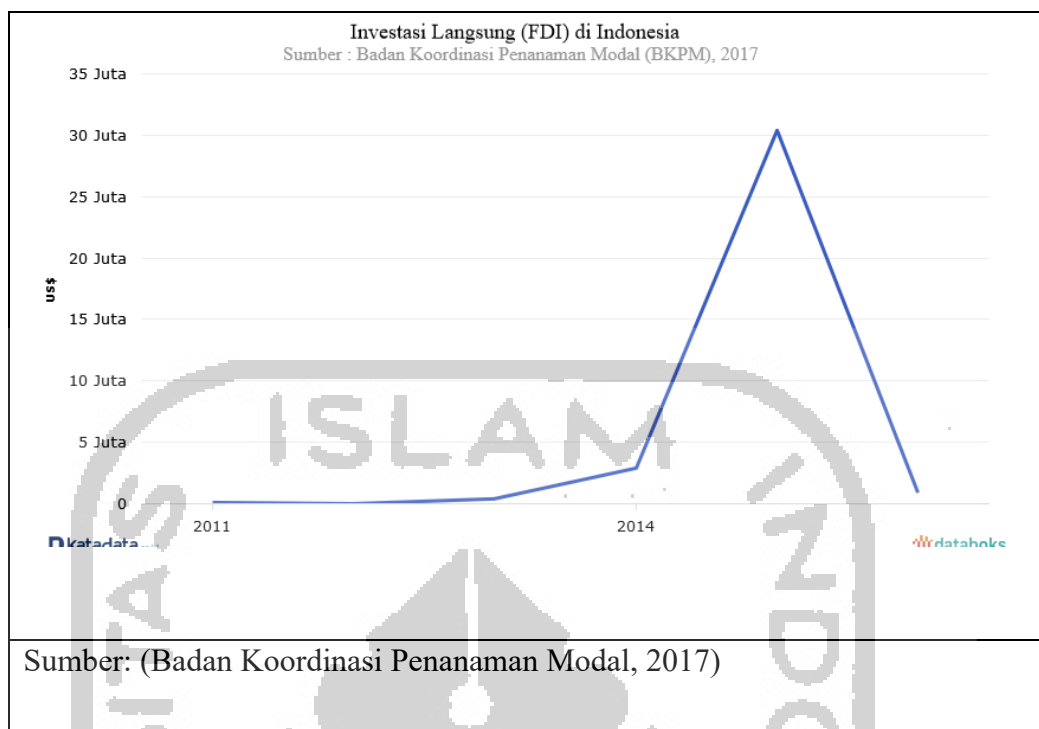 Investasi Langsung (FDI) di Indonesia
Sumber : Badan Koordinasi Penanaman Modal (BKPM), 2017
35 Juta
30 Juta
25 Juta
20 Juta
US$
15 Juta
10 Juta
ISLAM
5 Juta
0
2011
2014
katadata
databoks
Sumber: (Badan Koordinasi Penanaman Modal, 2017)